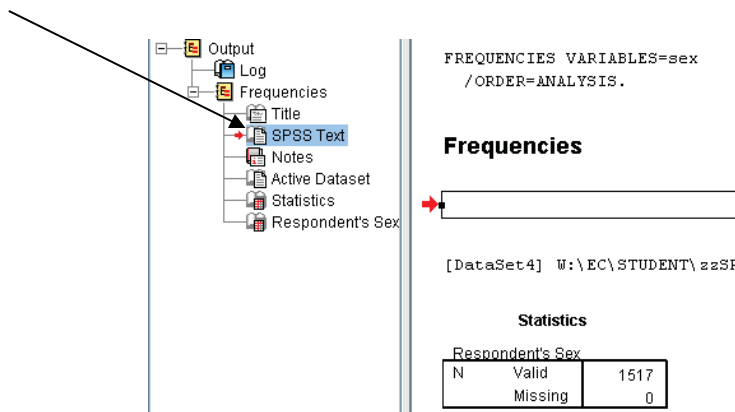 Output
Log
Frequencies
Title
SPSS Text
Notes
Active Dataset
Statistics
Respondent's Sex
FREQUENCIES VARIABLES=sex
/ORDER=ANALYSIS.
Frequencies
[DataSet4] W:\EC\STUDENT\zzSP
Statistics
Respondent's Sex
N Valid 1517
Missing 0